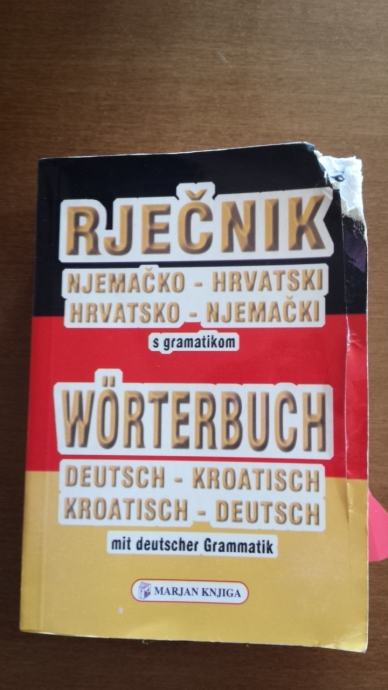 RJEČNIK
NJEMAČKO - HRVATSKI
HRVATSKO - NJEMAČKI
s gramatikom
WÖRTERBUCH
DEUTSCH - KROATISCH
KROATISCH - DEUTSCH
mit deutscher Grammatik
MARJAN KNJIGA